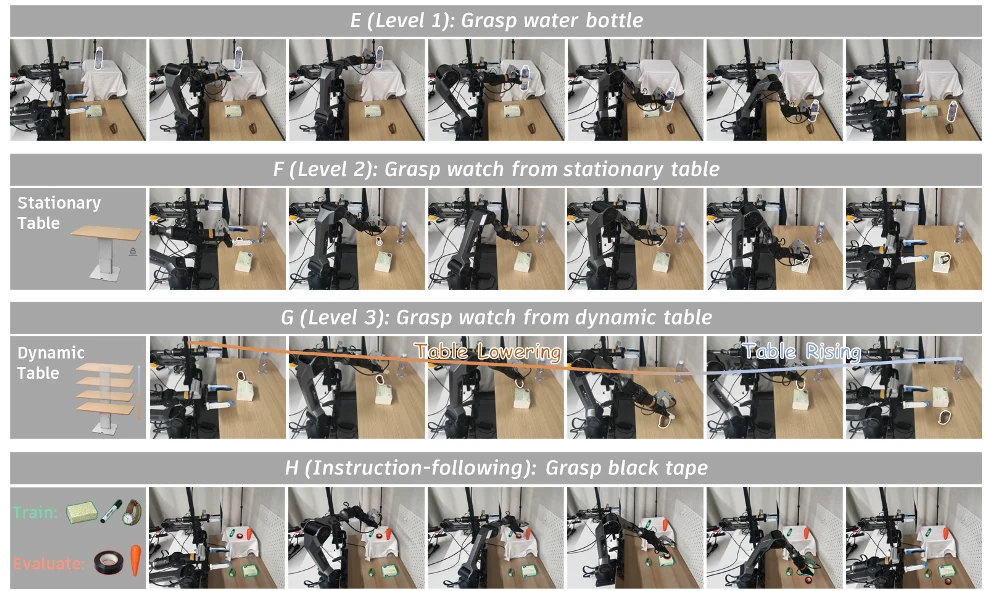 E (Level 1): Grasp water bottle
F (Level 2): Grasp watch from stationary table
Stationary
Table
G (Level 3): Grasp watch from dynamic table
Dynamic
Table
Table Lowering
Table Rising
H (Instruction-following): Grasp black tape
Train:
Evaluate: